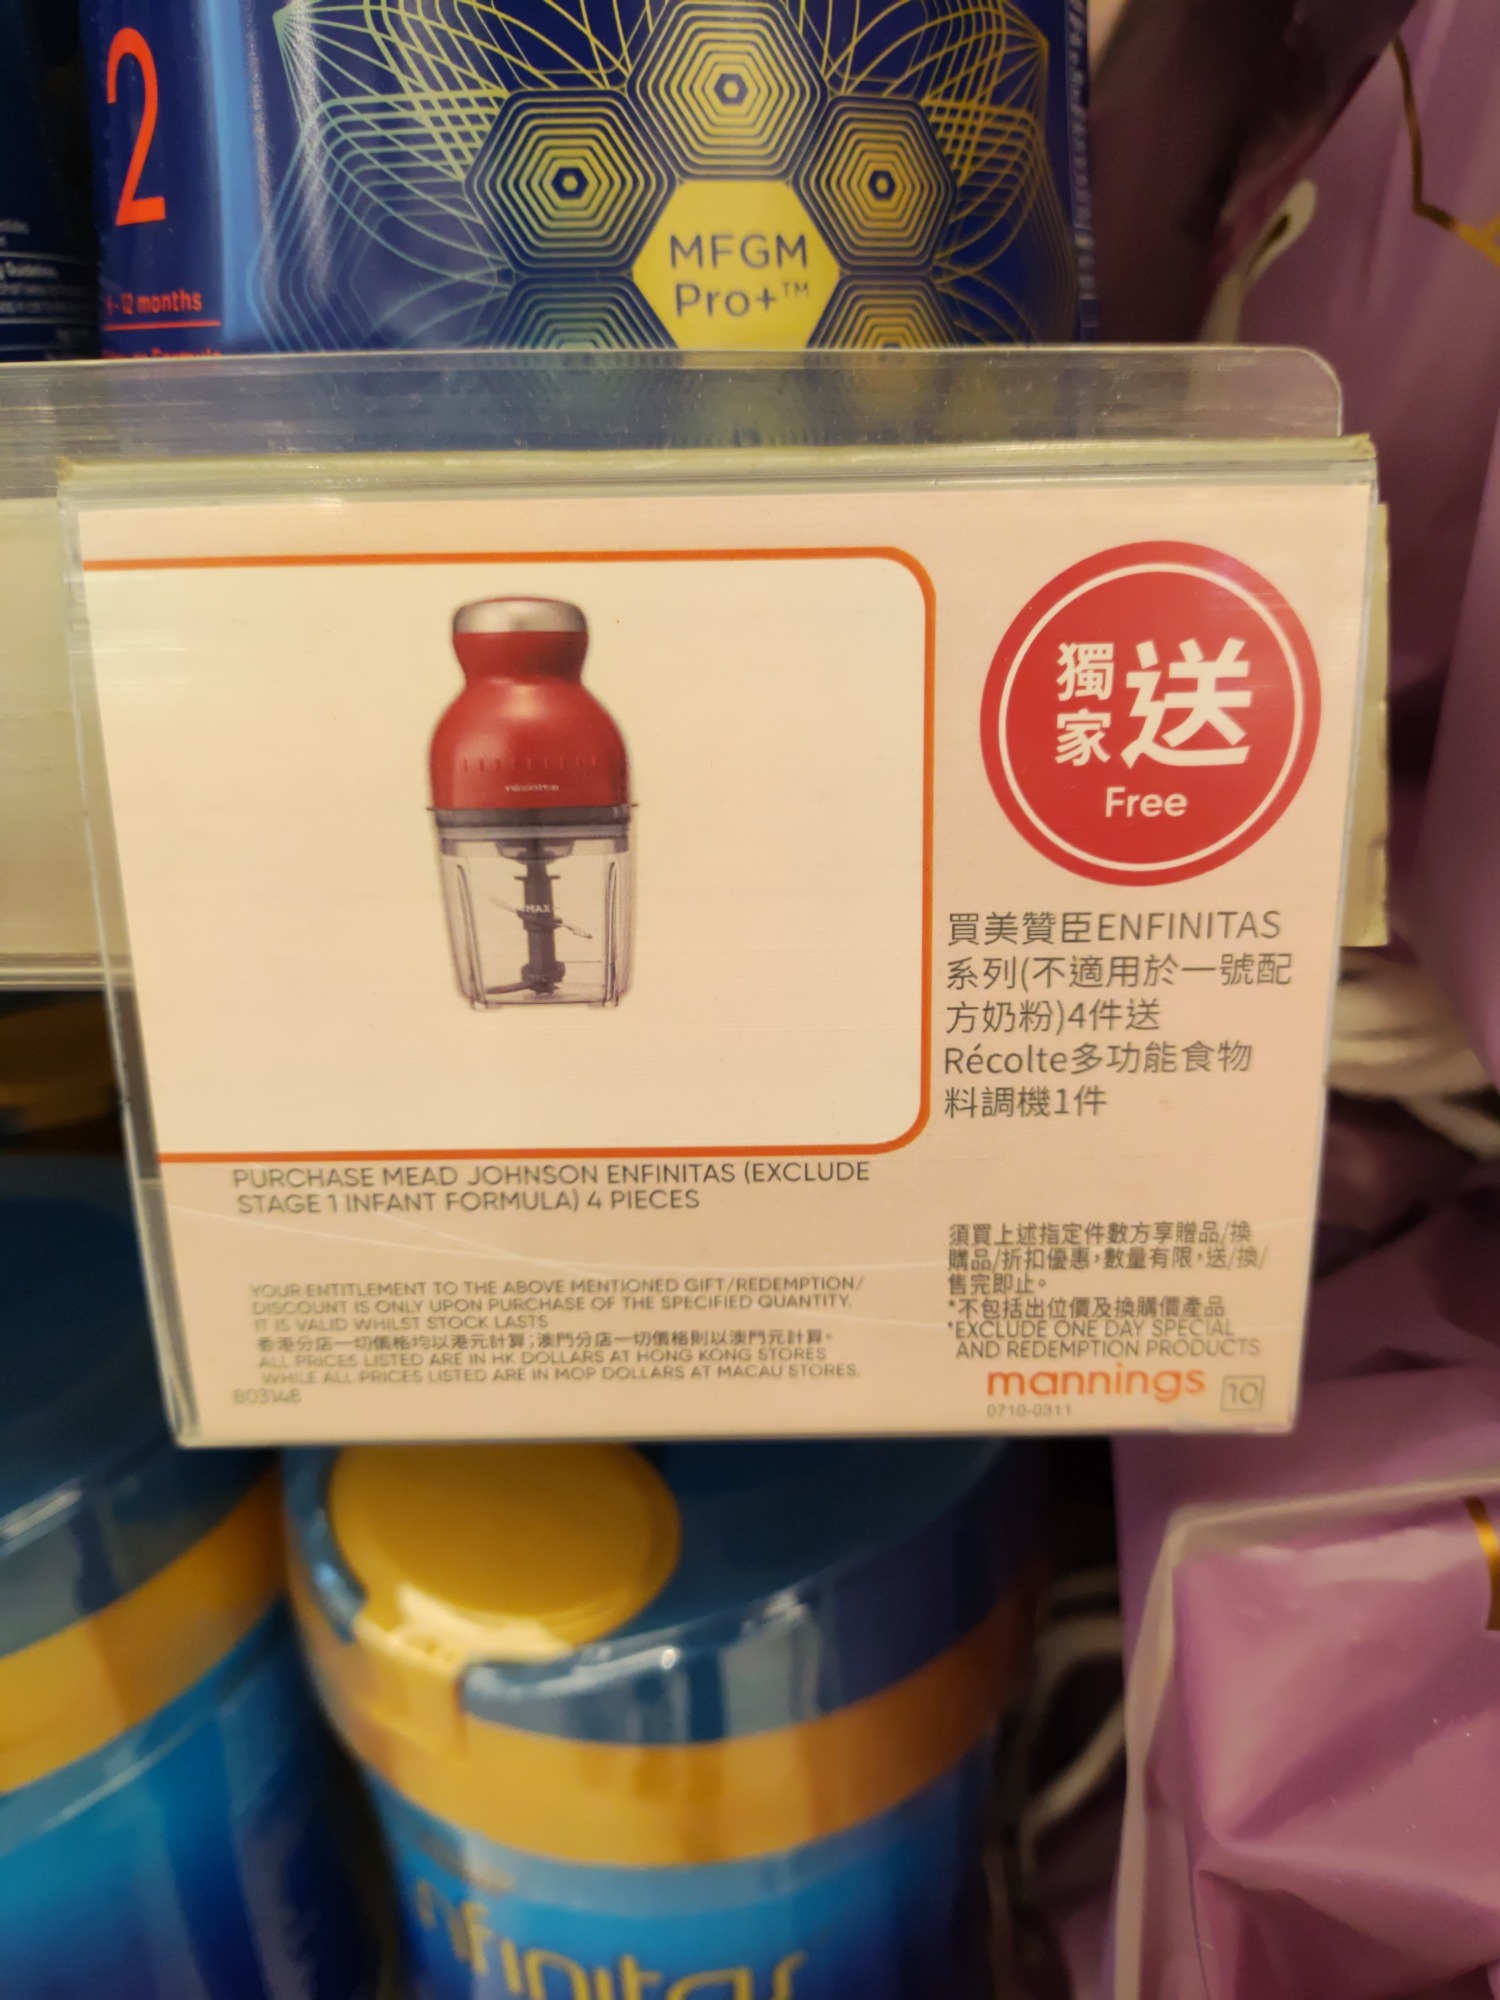 2
12 months
MFGM
Pro+™
récolte
MAX
獨家
送
Free
買美贊臣ENFINITAS
系列(不適用於一號配
方奶粉)4件送
Récolte多功能食物
料調機1件
PURCHASE MEAD JOHNSON ENFINITAS (EXCLUDE
STAGE 1 INFANT FORMULA) 4 PIECES
YOUR ENTITLEMENT TO THE ABOVE MENTIONED GIFT/REDEMPTION/
DISCOUNT IS ONLY UPON PURCHASE OF THE SPECIFIED QUANTITY.
IT IS VALID WHILST STOCK LASTS
香港分店一切價格均以港元計算;澳門分店一切價格則以澳門元計算。
ALL PRICES LISTED ARE IN HK DOLLARS AT HONG KONG STORES
WHILE ALL PRICES LISTED ARE IN MOP DOLLARS AT MACAU STORES.
803148
須買上述指定件數方享贈品/換
購品/折扣優惠,數量有限,送/換/
售完即止。
*不包括出位價及換購價產品
*EXCLUDE ONE DAY SPECIAL
AND REDEMPTION PRODUCTS
mannings
10
0710-0311
nfinitas